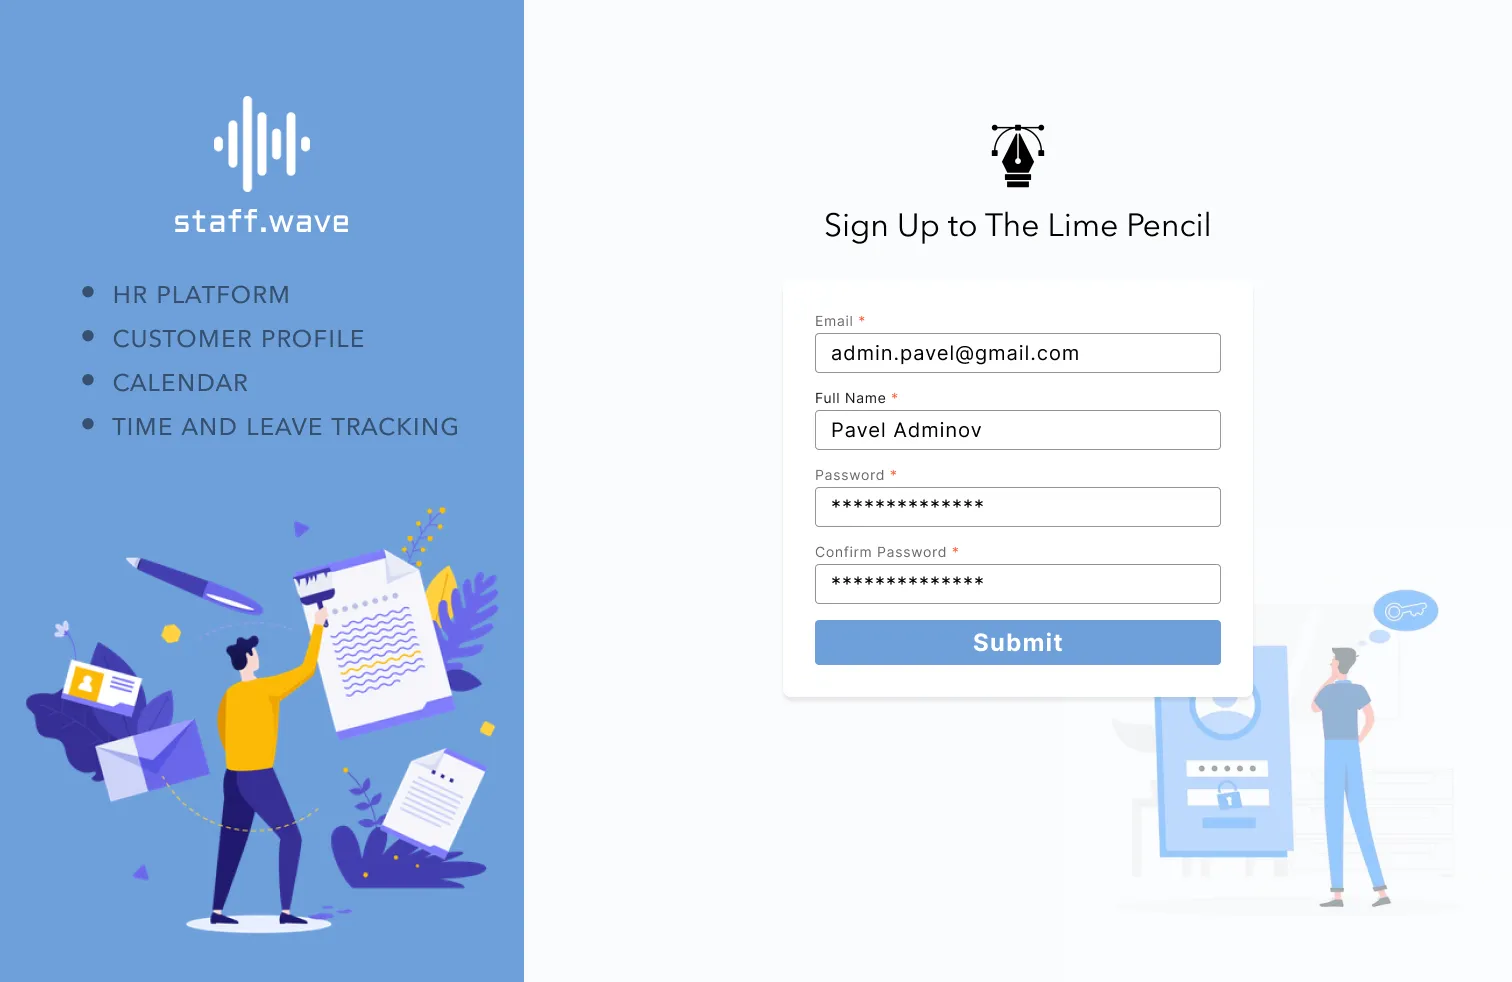 staff.wave
HR PLATFORM
CUSTOMER PROFILE
CALENDAR
TIME AND LEAVE TRACKING
Sign Up to The Lime Pencil
Email *
admin.pavel@gmail.com
Full Name *
Pavel Adminov
Password *
**************
Confirm Password *
**************
Submit